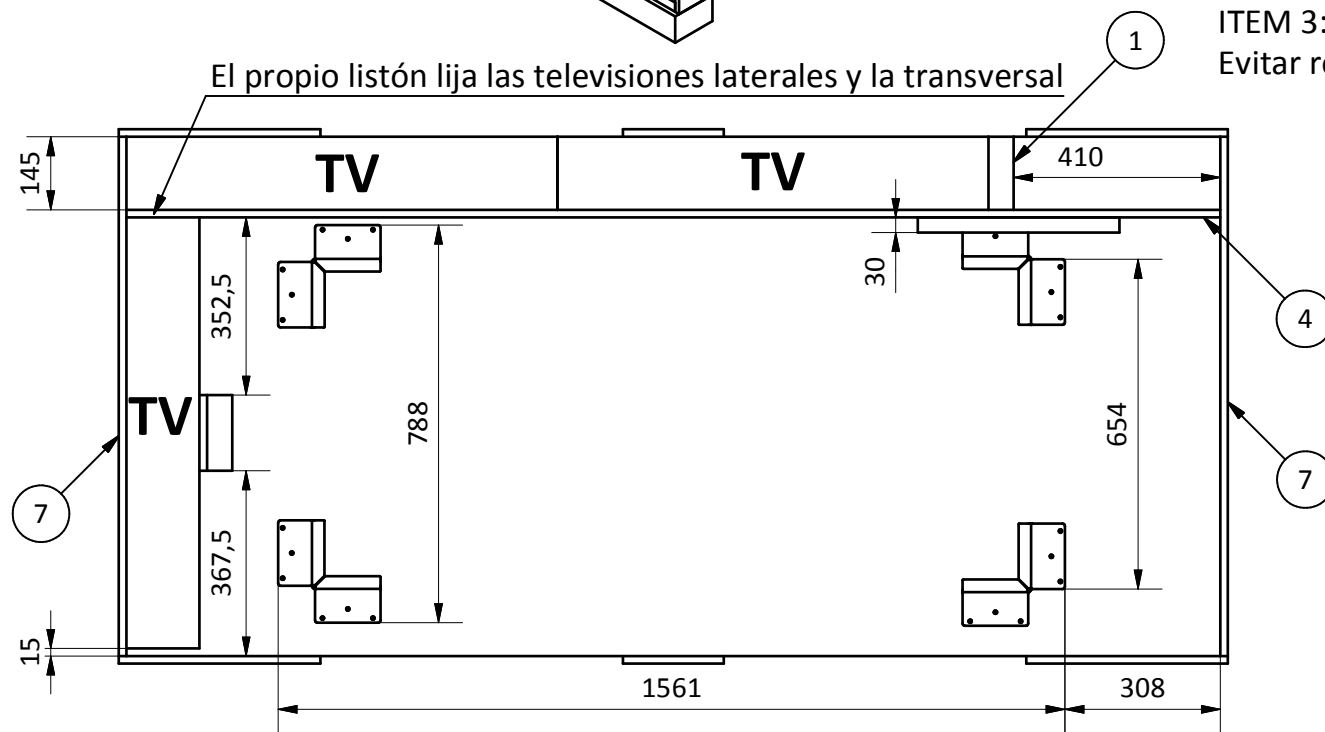 ITEM 3:
Evitar re
1
El propio listón lija las televisiones laterales y la transversal
145
TV
TV
410
30
4
352,5
788
654
TV
7
7
367,5
15
1561
308